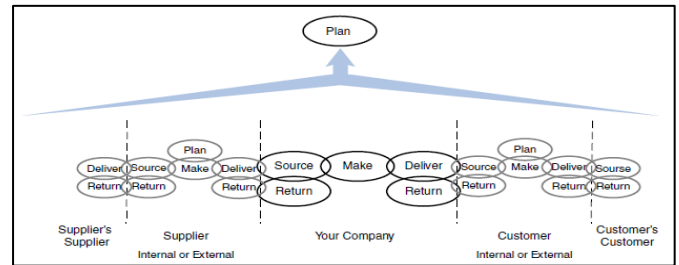 Plan
Plan
Plan
Deliver Source Make Deliver Source Make Deliver Source Make Deliver Sourse
Return Return Return Return Return Return Return Return
Supplier's Supplier Your Company Customer Customer's
Supplier Customer
Internal or External Internal or External